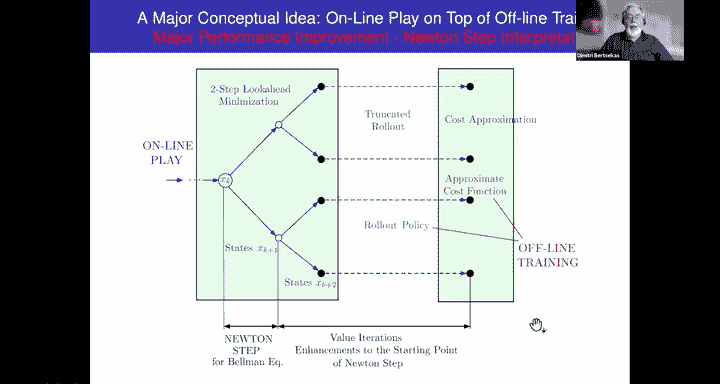 A Major Conceptual Idea: On-Line Play on Top of Off-line Trai
Major Performance Improvement - Newton Step Interpretat
Dimitri Bertsekas
2-Step Lookahead
Minimization
Truncated
Rollout
Cost Approximation
ON-LINE
PLAY
x_k
Approximate
Cost Function
Rollout Policy
States x_{k+1}
OFF-LINE
TRAINING
States x_{k+2}
NEWTON
STEP
for Bellman Eq.
Value Iterations
Enhancements to the Starting Point
of Newton Step